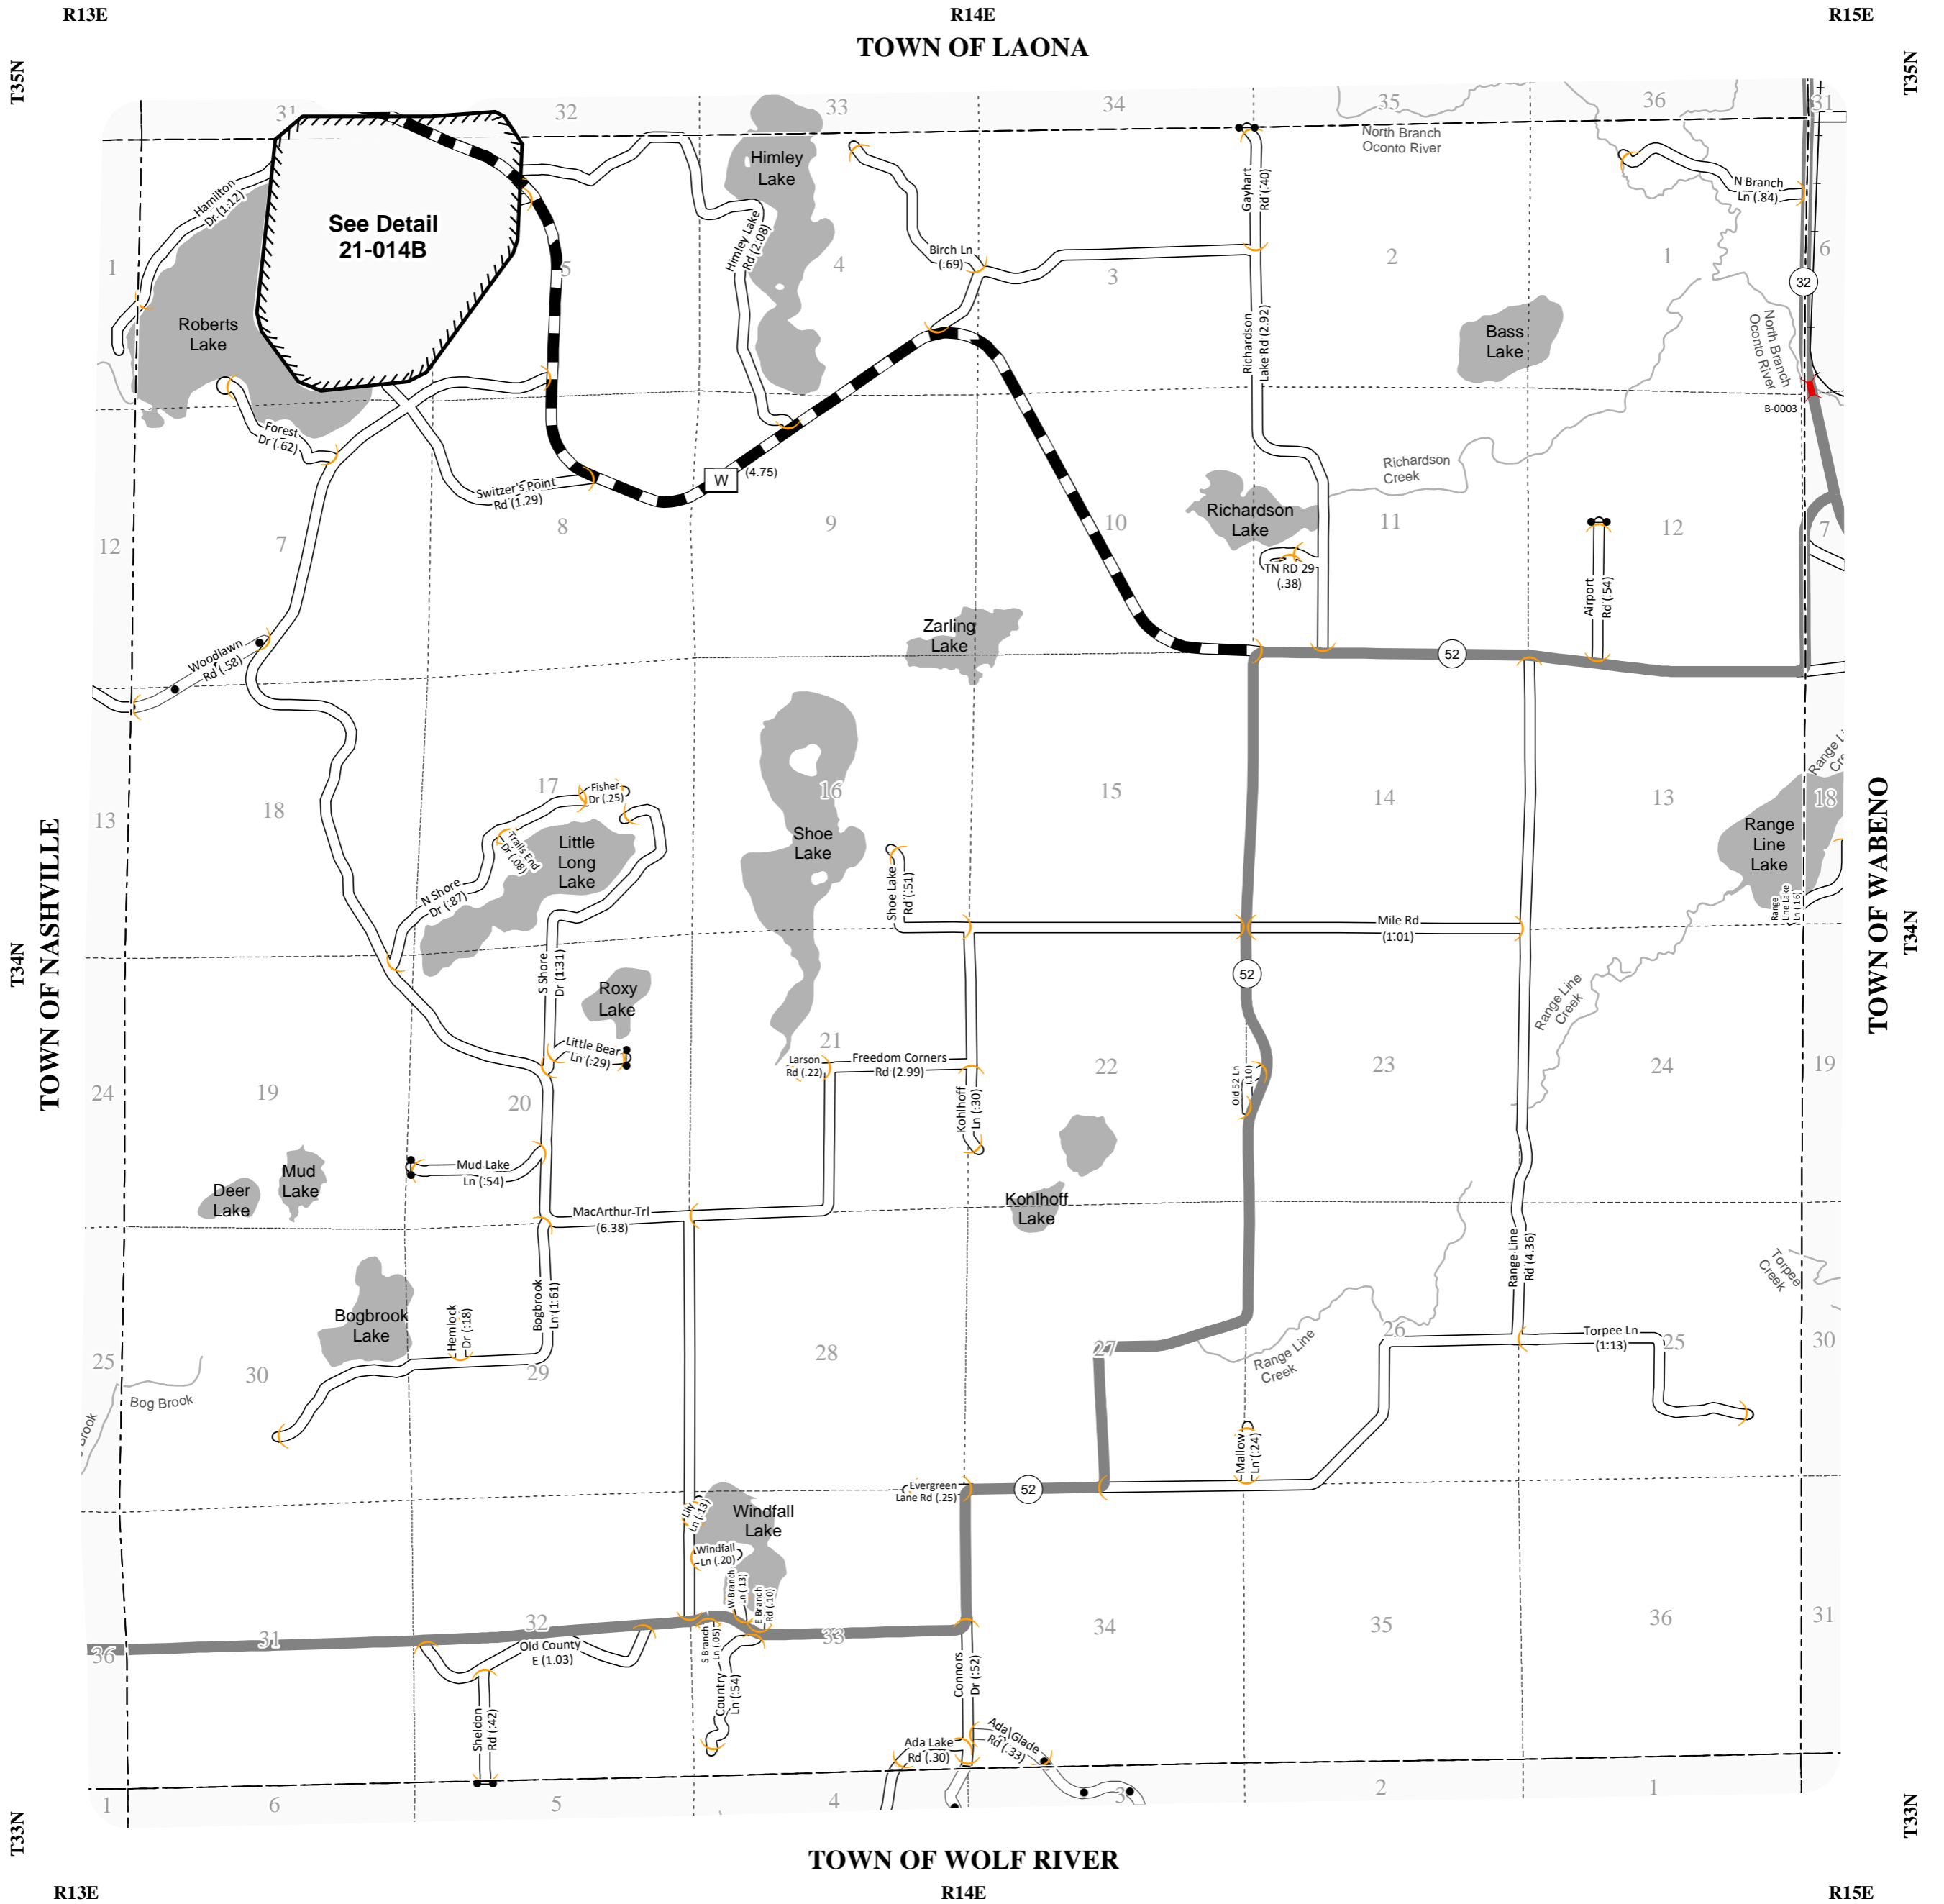 R13E
R14E
R15E
TOWN OF LAONA
T35N
T35N
31
32
33
34
35
36
31
See Detail
21-014B
Hamilton
Dr (1.12)
Himley
Lake
Himley Lake
Rd (2.08)
Gayhart
Rd (.40)
North Branch
Oconto River
N Branch
Ln (.84)
Birch Ln
(.69)
1
5
4
3
2
1
6
32
Roberts
Lake
Richardson
Lake Rd (2.92)
Bass
Lake
North Branch
Oconto River
B-0003
Forest
Dr (.62)
W
(4.75)
Switzer's Point
Rd (1.29)
Richardson
Creek
Richardson
Lake
12
7
8
9
10
11
12
7
TN RD 29
(.38)
Airport
Rd (.54)
Zarling
Lake
Woodlawn
Rd (.58)
52
Range L
Cre
13
18
17
16
15
14
13
18
Fisher
Dr (.25)
Trails End
Dr (.08)
N Shore
Dr (.87)
Little
Long
Lake
Shoe
Lake
Range
Line
Lake
Shoe Lake
Rd (.51)
Range
Line Lake
Ln (.16)
Mile Rd
(1.01)
TOWN OF NASHVILLE
TOWN OF WABENO
T34N
T34N
S Shore
Dr (1.31)
Roxy
Lake
52
Range Line
Creek
Little Bear
Ln (.29)
Larson
Rd (.22)
Freedom Corners
Rd (2.99)
Old 52 Ln
(.10)
24
19
20
21
22
23
24
19
Kohlhoff
Ln (.30)
Mud Lake
Ln (.54)
Mud
Lake
Deer
Lake
Kohlhoff
Lake
MacArthur Trl
(6.38)
Range Line
Rd (4.36)
Torpee
Creek
Bogbrook
Lake
Hemlock
Dr (.18)
Bogbrook
Ln (1.61)
Torpee Ln
(1.13)
25
30
29
28
27
26
25
30
Range Line
Creek
Bog Brook
Brook
Mallow
Ln (.24)
Evergreen
Lane Rd (.25)
52
Lily
Ln (.13)
Windfall
Lake
Windfall
Ln (.20)
W Branch
Ln (.13)
E Branch
Rd (.10)
36
31
32
33
34
35
36
31
Old County
E (1.03)
S Branch
Ln (.05)
Country
Ln (.54)
Connors
Dr (.52)
Sheldon
Rd (.42)
Ada Lake
Rd (.30)
Ada Glade
Rd (.33)
1
6
5
4
3
2
1
T33N
T33N
TOWN OF WOLF RIVER
R13E
R14E
R15E